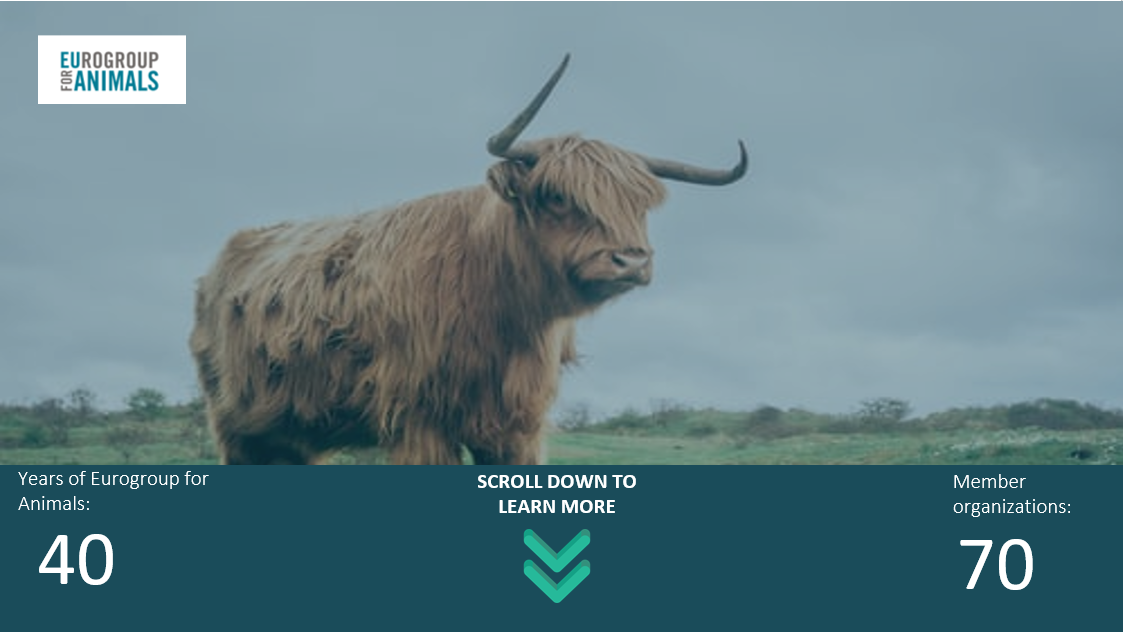 EUROGROUP
FOR ANIMALS
Years of Eurogroup for
Animals:
40
SCROLL DOWN TO
LEARN MORE
Member
organizations:
70